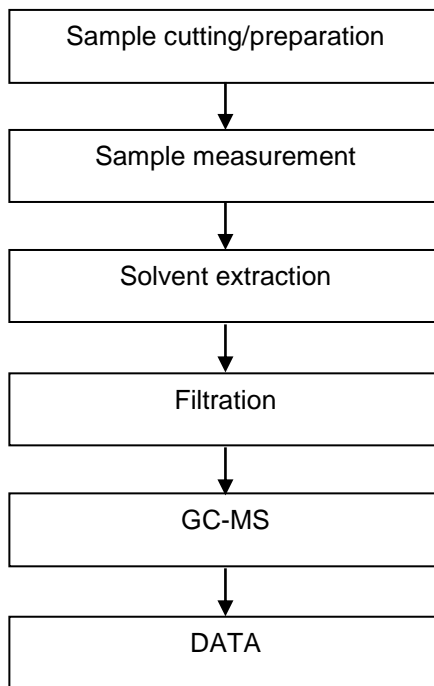 Sample cutting/preparation
Sample measurement
Solvent extraction
Filtration
GC-MS
DATA